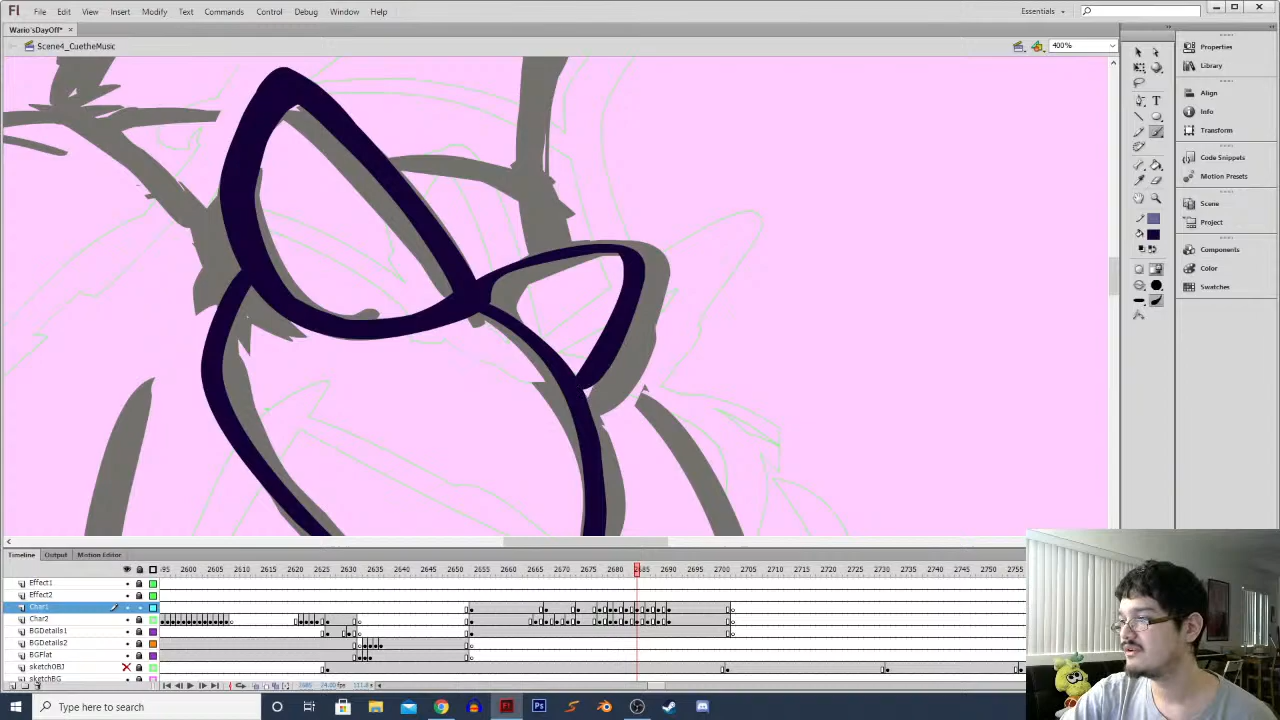 Fl File Edit View Insert Modify Text Commands Control Debug Window Help Essentials
Wario'sDayOff* ×
Scene4_CuetheMusic 400%
Properties
Library
Align
Info
Transform
Code Snippets
Motion Presets
Scene
Project
Components
Color
Swatches
Timeline Output Motion Editor
2600 2605 2610 2615 2620 2625 2630 2635 2640 2645 2650 2655 2660 2665 2670 2675 2680 2690 2695 2700 2705 2710 2715 2720 2725 2730 2735 2740 2745 2750 2755
Effect1
Effect2
Char1
Char2
BGDetails1
BGDetails2
BGFlat
sketchOBJ
sketchBG
Type here to search